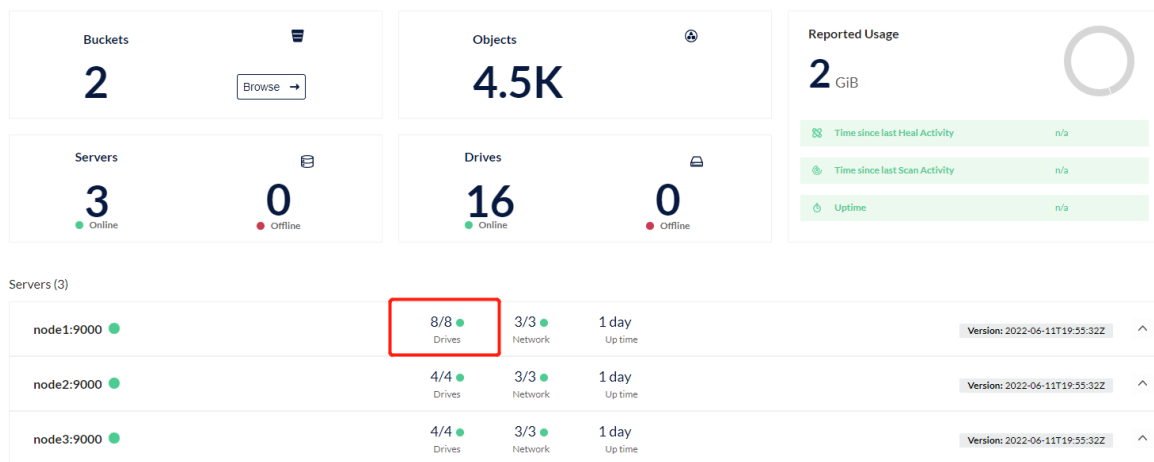 Buckets
2
Browse →
Objects
4.5K
Reported Usage
2 GiB
Time since last Heal Activity n/a
Time since last Scan Activity n/a
Uptime n/a
Servers
3 0
Online Offline
Drives
16 0
Online Offline
Servers (3)
node1:9000 8/8 3/3 1 day Version: 2022-06-11T19:55:32Z
Drives Network Up time
node2:9000 4/4 3/3 1 day Version: 2022-06-11T19:55:32Z
Drives Network Up time
node3:9000 4/4 3/3 1 day Version: 2022-06-11T19:55:32Z
Drives Network Up time